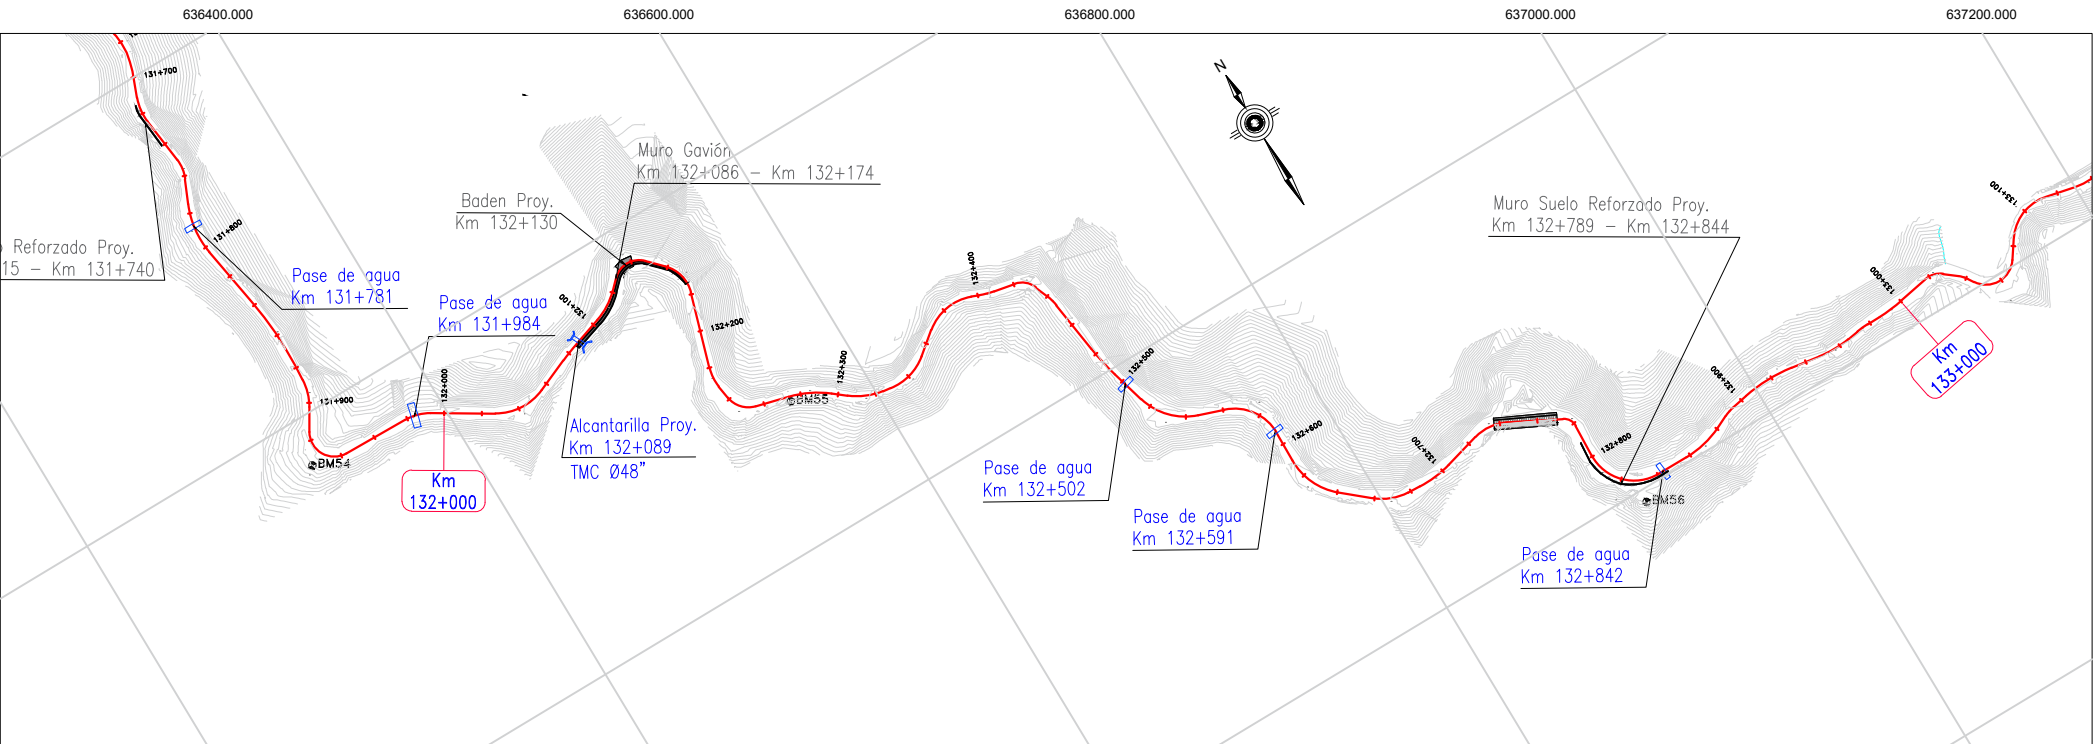 636400.000
636600.000
636800.000
637000.000
637200.000
N
131+700
Muro Gavión
Km 132+086 – Km 132+174
Baden Proy.
Km 132+130
Muro Suelo Reforzado Proy.
Km 132+789 – Km 132+844
133+100
131+800
Reforzado Proy.
15 – Km 131+740
Pase de agua
Km 131+781
Pase de agua
Km 131+984
132+100
132+200
132+400
133+000
Km
133+000
132+300
132+500
BM55
132+000
131+900
132+900
Alcantarilla Proy.
Km 132+089
TMC Ø48"
132+600
132+700
132+800
BM54
Km
132+000
Pase de agua
Km 132+502
BM56
Pase de agua
Km 132+591
Pase de agua
Km 132+842